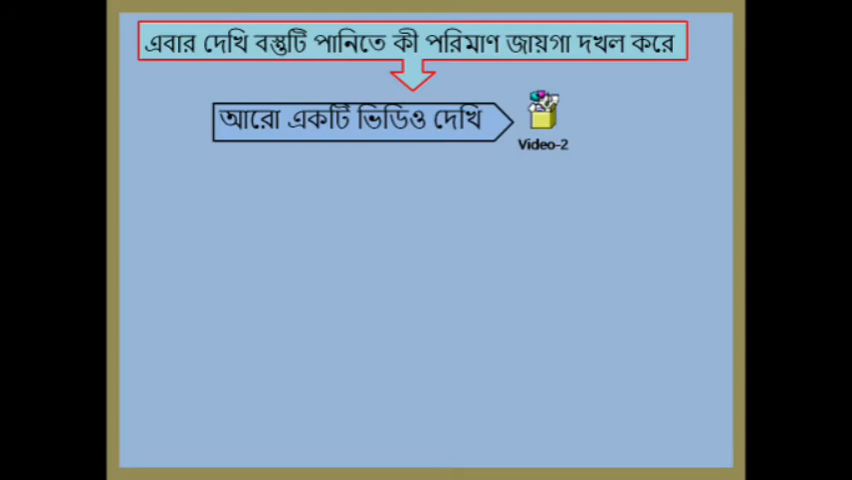 এবার দেখি বস্তুটি পানিতে কী পরিমাণ জায়গা দখল করে
আরো একটি ভিডিও দেখি
Video-2